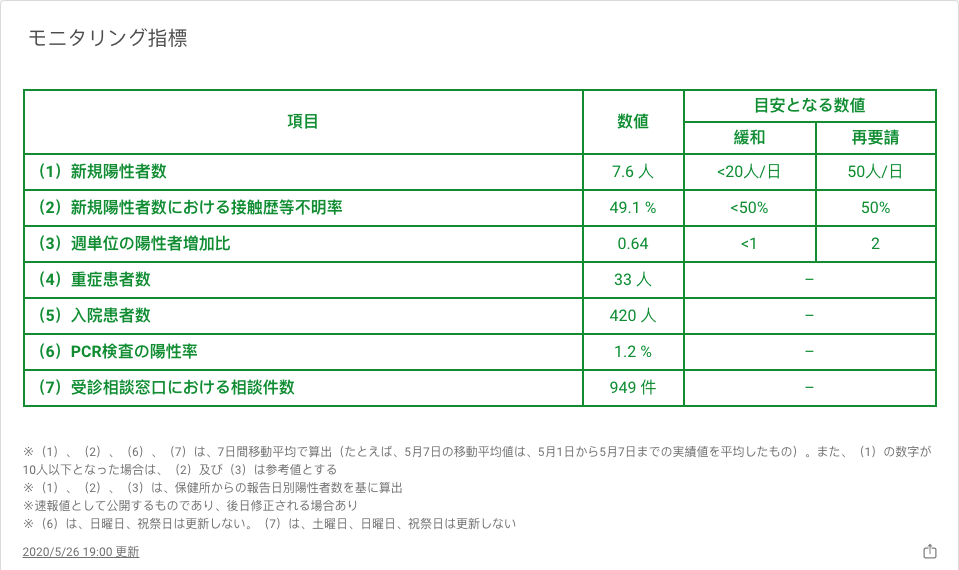 モニタリング指標
項目 数値 目安となる数値
緩和 再要請
（1）新規陽性者数 7.6 人 <20人/日 50人/日
（2）新規陽性者数における接触歴等不明率 49.1 % <50% 50%
（3）週単位の陽性者増加比 0.64 <1 2
（4）重症患者数 33 人 −
（5）入院患者数 420 人 −
（6）PCR検査の陽性率 1.2 % −
（7）受診相談窓口における相談件数 949 件 −
※（1）、（2）、（6）、（7）は、7日間移動平均で算出（たとえば、5月7日の移動平均値は、5月1日から5月7日までの実績値を平均したもの）。また、（1）の数字が
10人以下となった場合は、（2）及び（3）は参考値とする
※（1）、（2）、（3）は、保健所からの報告日別陽性者数を基に算出
※速報値として公開するものであり、後日修正される場合あり
※（6）は、日曜日、祝祭日は更新しない。（7）は、土曜日、日曜日、祝祭日は更新しない
2020/5/26 19:00 更新